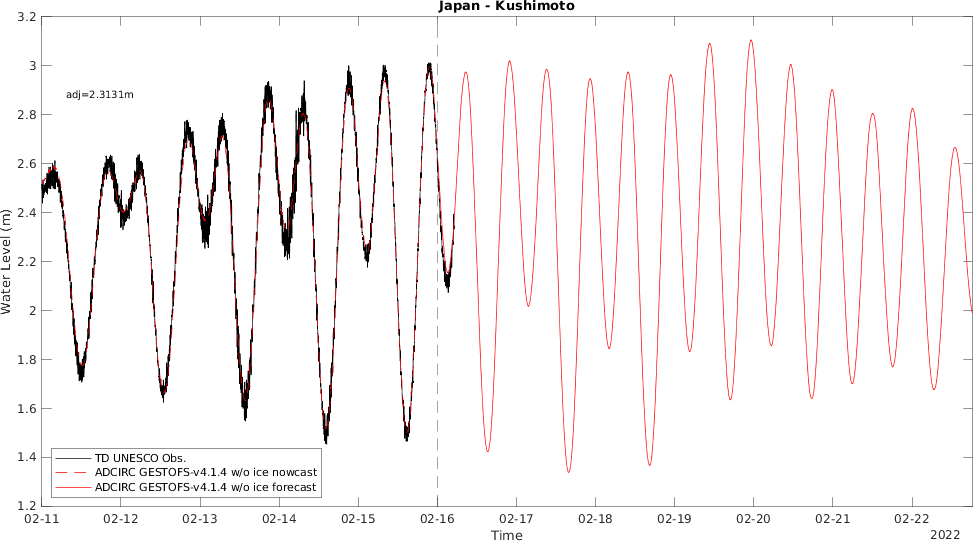 Japan - Kushimoto
adj=2.3131m
Water Level (m)
3.2
3
2.8
2.6
2.4
2.2
2
1.8
1.6
1.4
1.2
TD UNESCO Obs.
ADCIRC GESTOFS-v4.1.4 w/o ice nowcast
ADCIRC GESTOFS-v4.1.4 w/o ice forecast
02-11 02-12 02-13 02-14 02-15 02-16 02-17 02-18 02-19 02-20 02-21 02-22
Time
2022